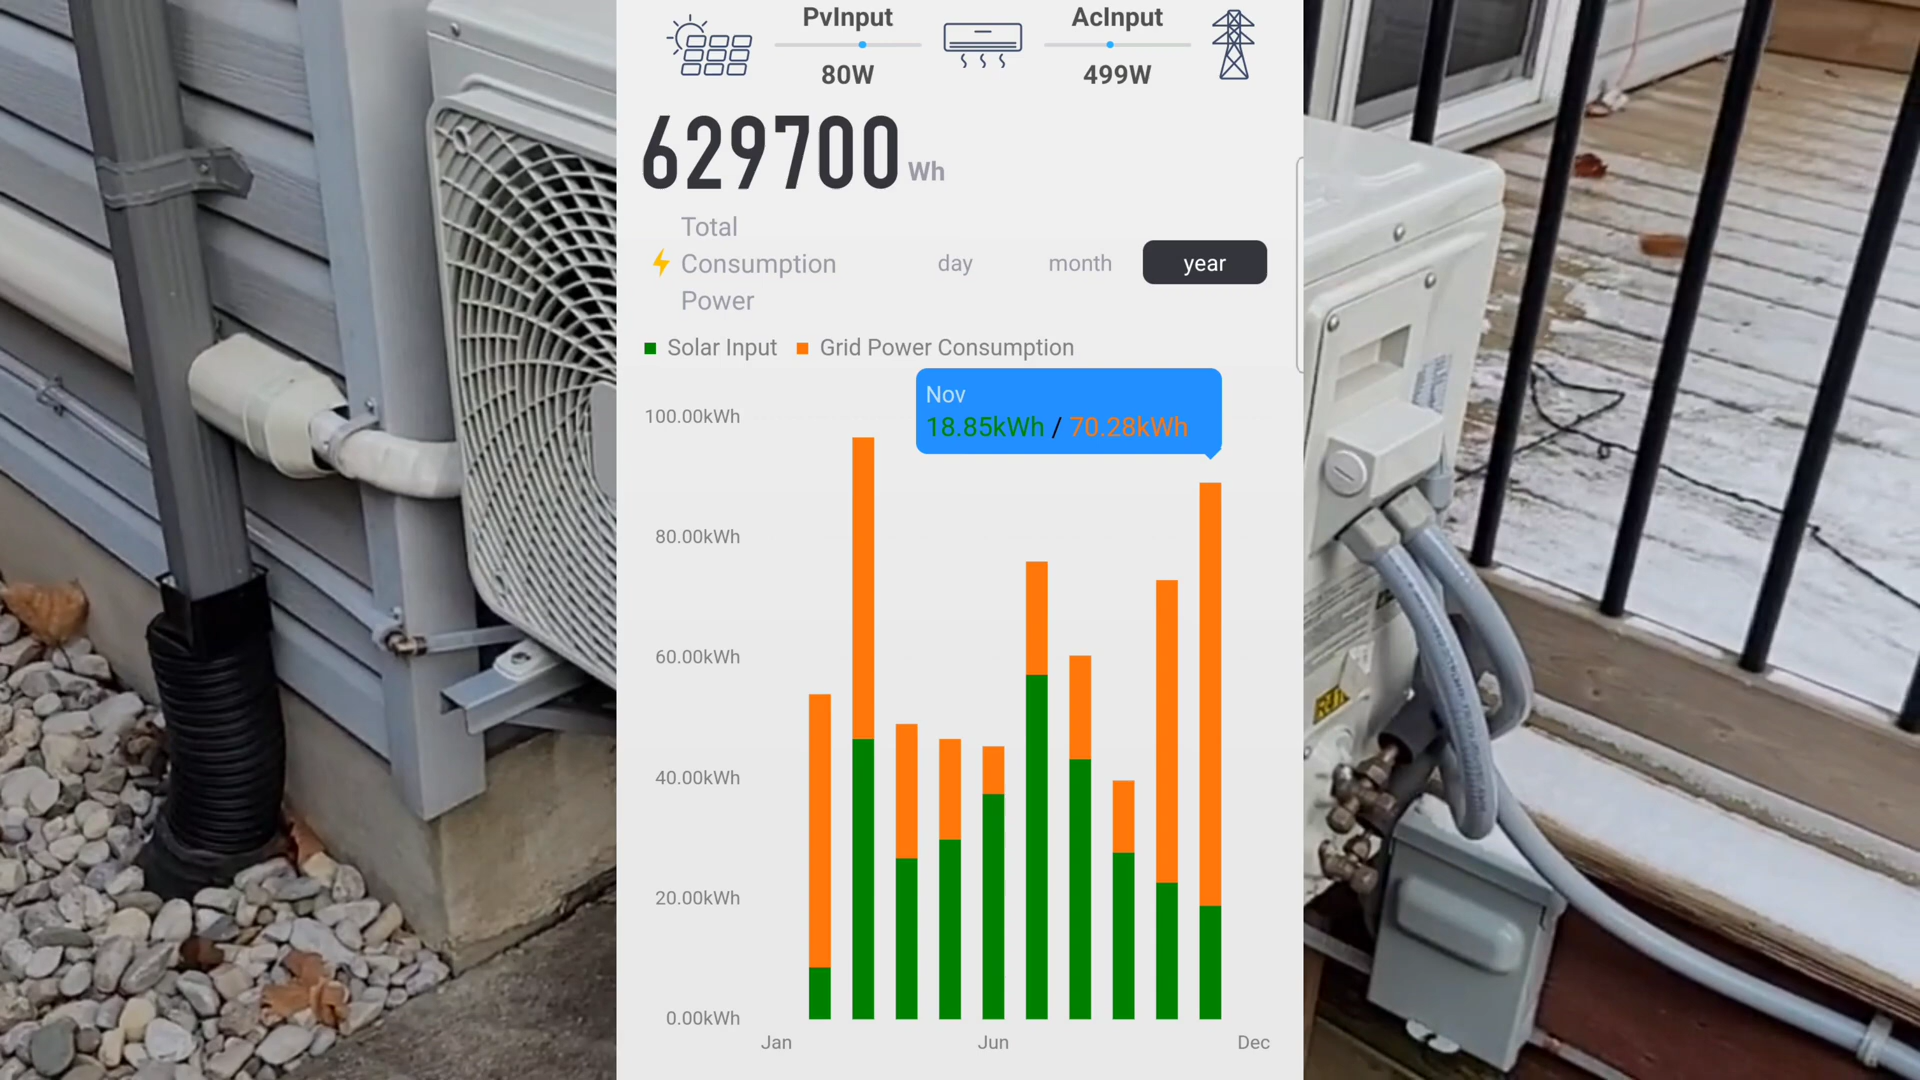 PvInput
AcInput
80W
499W
629700 Wh
Total
Consumption
Power
day
month
year
Solar Input
Grid Power Consumption
Nov
18.85kWh / 70.28kWh
100.00kWh
80.00kWh
60.00kWh
40.00kWh
20.00kWh
0.00kWh
Jan
Jun
Dec